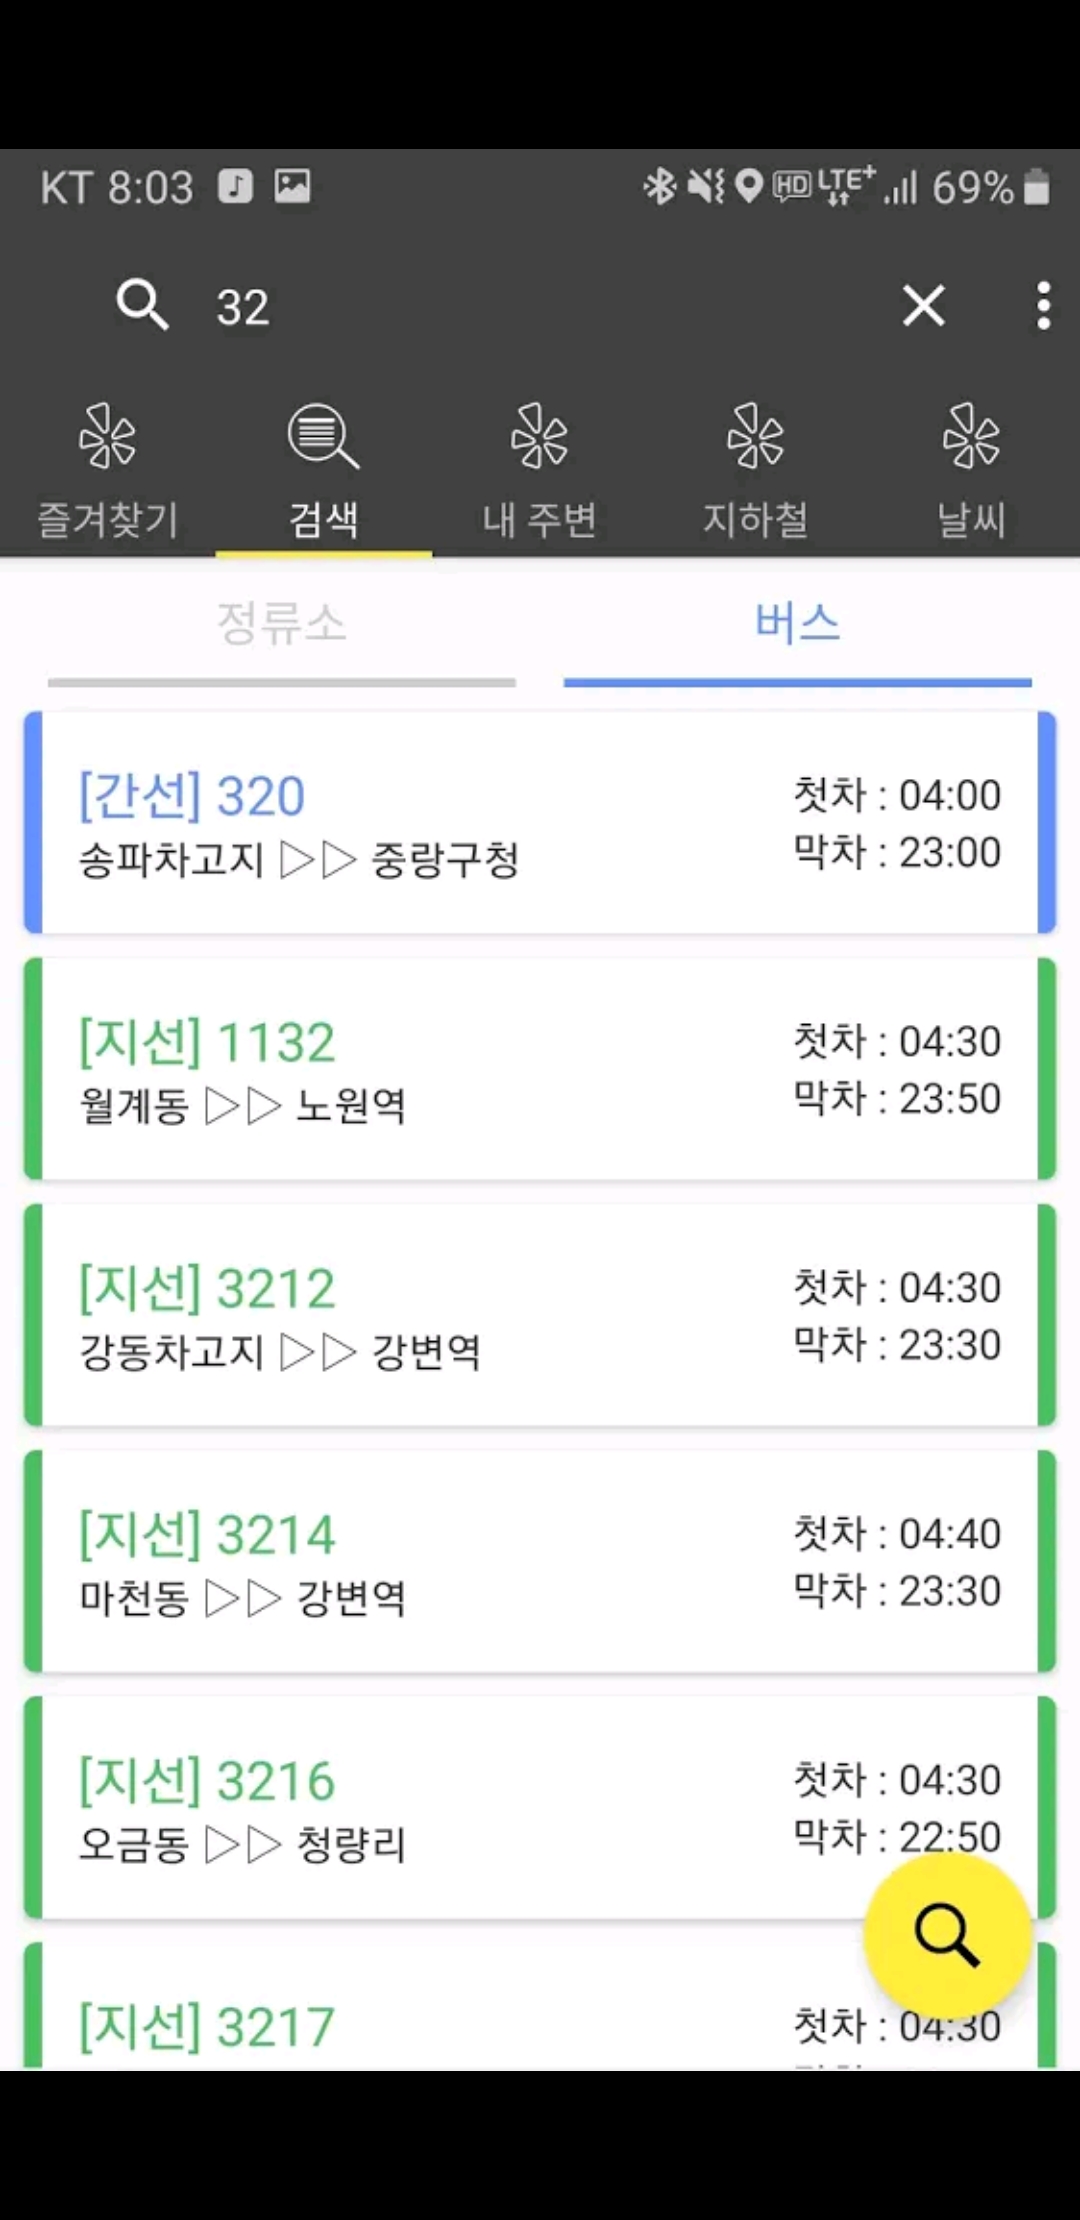 KT 8:03 HD LTE+ 69%
32
즐겨찾기 검색 내 주변 지하철 날씨
정류소 버스
[간선] 320 첫차 : 04:00
송파차고지 ▷▷ 중랑구청 막차 : 23:00
[지선] 1132 첫차 : 04:30
월계동 ▷▷ 노원역 막차 : 23:50
[지선] 3212 첫차 : 04:30
강동차고지 ▷▷ 강변역 막차 : 23:30
[지선] 3214 첫차 : 04:40
마천동 ▷▷ 강변역 막차 : 23:30
[지선] 3216 첫차 : 04:30
오금동 ▷▷ 청량리 막차 : 22:50
[지선] 3217 첫차 : 04:30